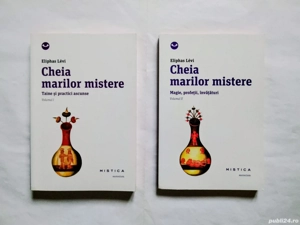 Eliphas Lévi
Cheia
marilor mistere
Taine și practici ascunse
Volumul I
MISTICA
Eliphas Lévi
Cheia
marilor mistere
Magie, profeții, învățături
Volumul II
MISTICA
publi24.ro